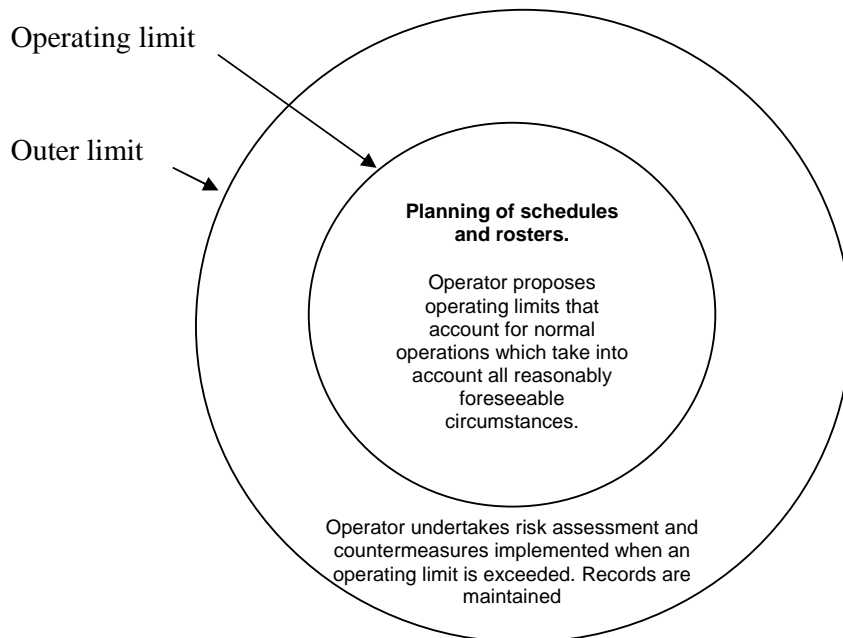 Operating limit
Outer limit
Planning of schedules
and rosters.
Operator proposes
operating limits that
account for normal
operations which take into
account all reasonably
foreseeable
circumstances.
Operator undertakes risk assessment and
countermeasures implemented when an
operating limit is exceeded. Records are
maintained